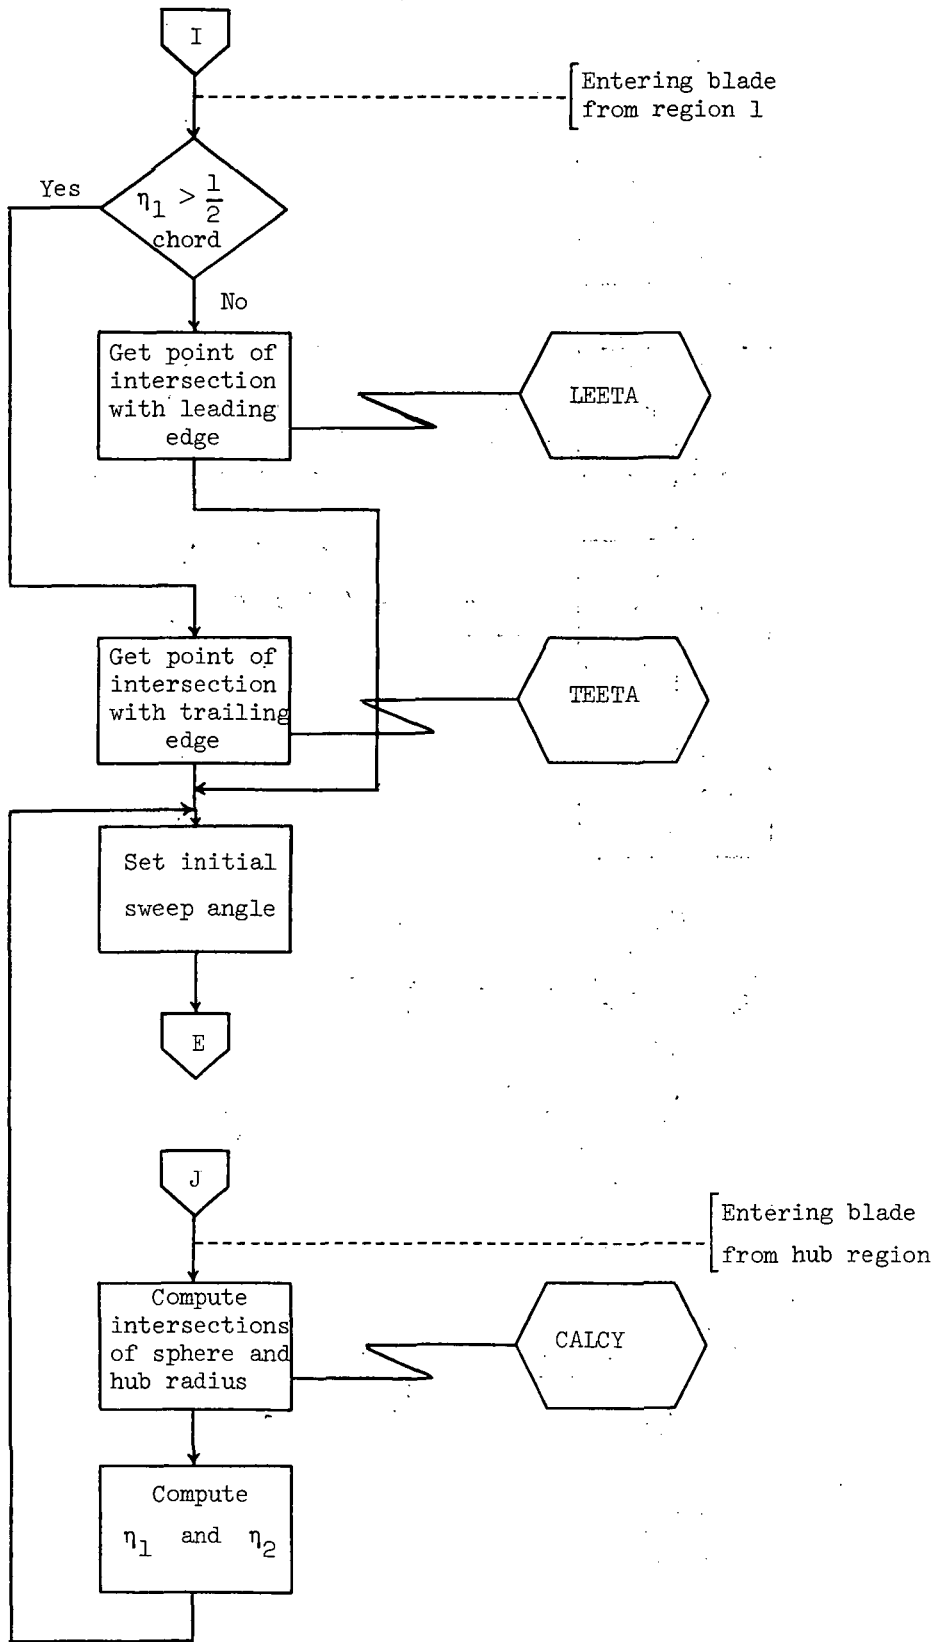 I
Entering blade
from region 1
Yes
η₁ > 1/2
chord
No
Get point of
intersection
with leading
edge
LEETA
Get point of
intersection
with trailing
edge
TEETA
Set initial
sweep angle
E
J
Entering blade
from hub region
Compute
intersections
of sphere and
hub radius
CALCY
Compute
η₁ and η₂